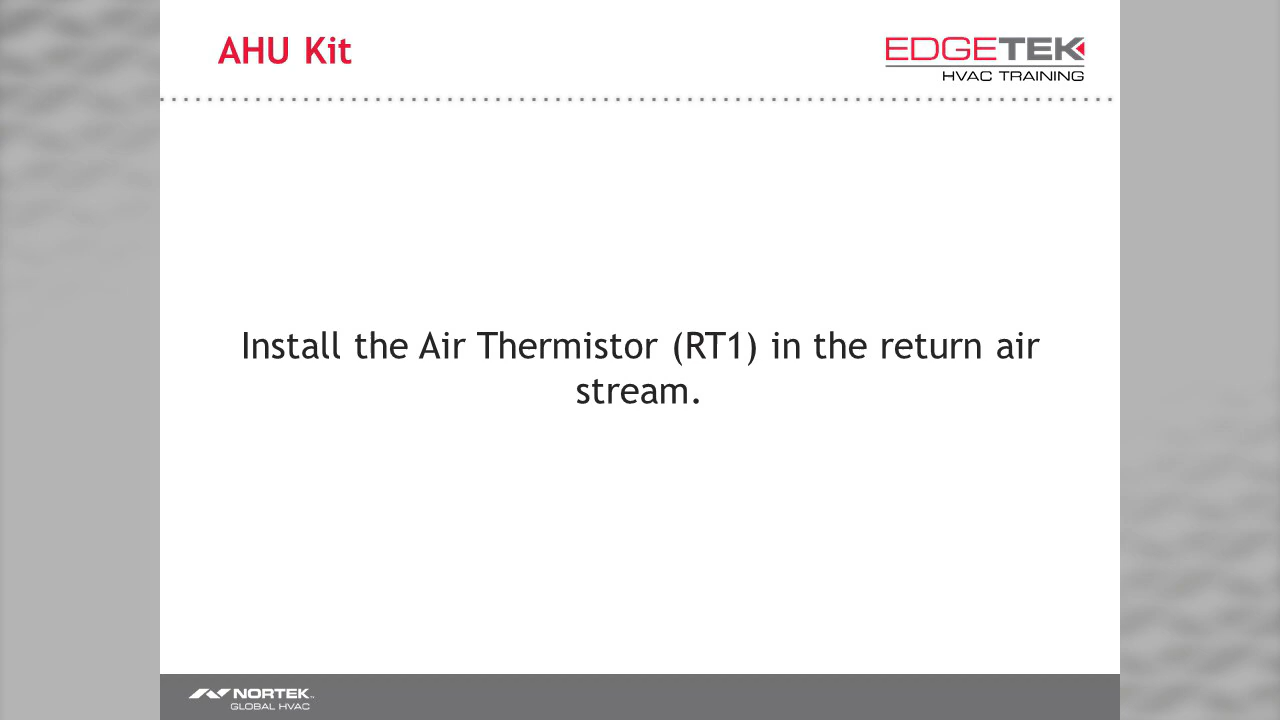 AHU Kit
EDGETEK
HVAC TRAINING
Install the Air Thermistor (RT1) in the return air
stream.
NORTEK
GLOBAL HVAC